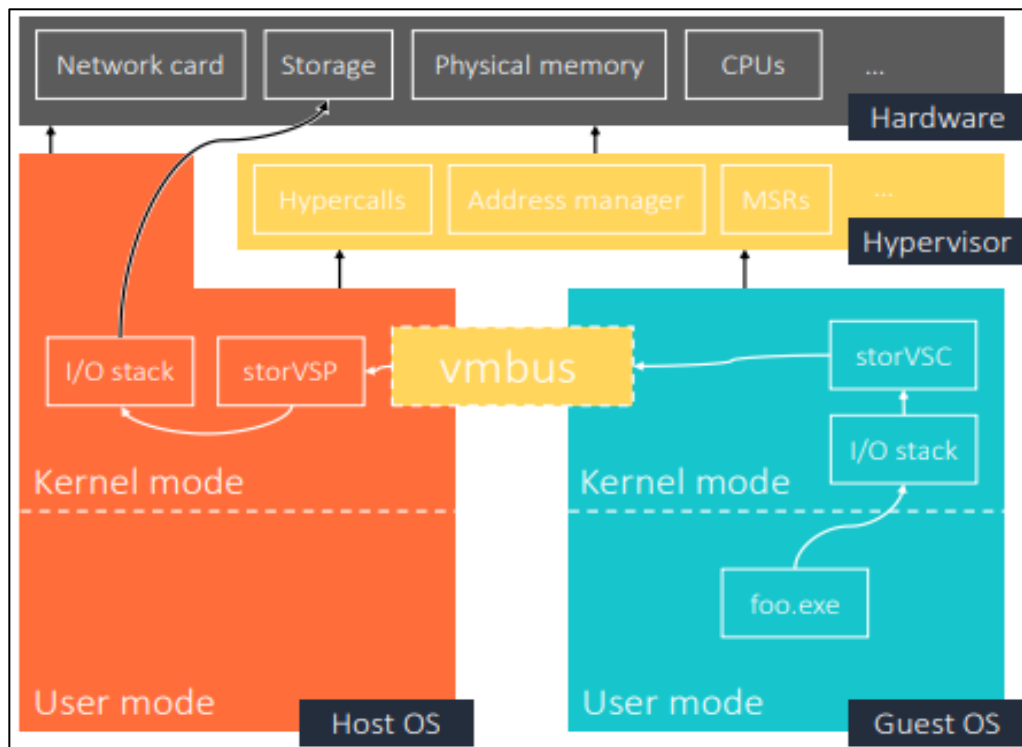 Network card
Storage
Physical memory
CPUs
...
Hardware
Hypercalls
Address manager
MSRs
...
Hypervisor
I/O stack
storVSP
vmbus
storVSC
I/O stack
Kernel mode
Kernel mode
foo.exe
User mode
Host OS
User mode
Guest OS